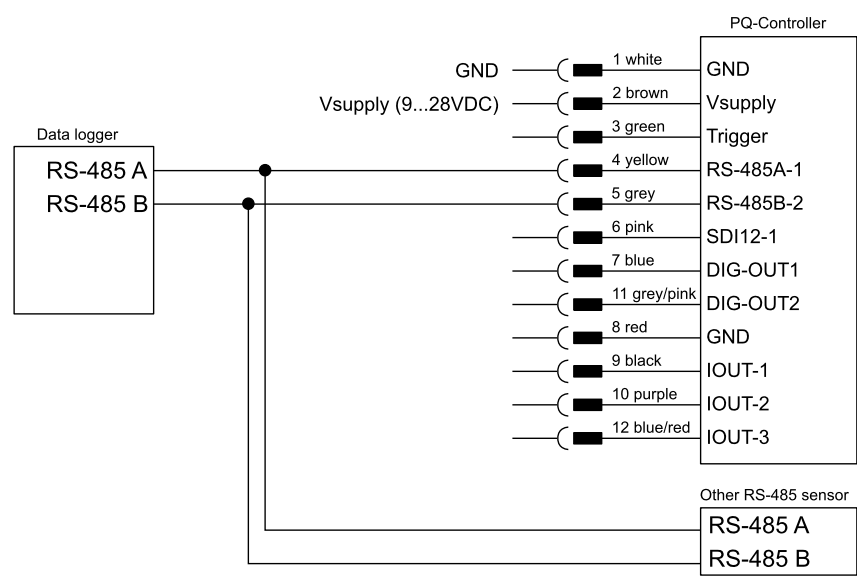 PQ-Controller
1 white
GND
GND
2 brown
Vsupply (9...28VDC)
Vsupply
3 green
Trigger
Data logger
4 yellow
RS-485 A
RS-485A-1
5 grey
RS-485 B
RS-485B-2
6 pink
SDI12-1
7 blue
DIG-OUT1
11 grey/pink
DIG-OUT2
8 red
GND
9 black
IOUT-1
10 purple
IOUT-2
12 blue/red
IOUT-3
Other RS-485 sensor
RS-485 A
RS-485 B